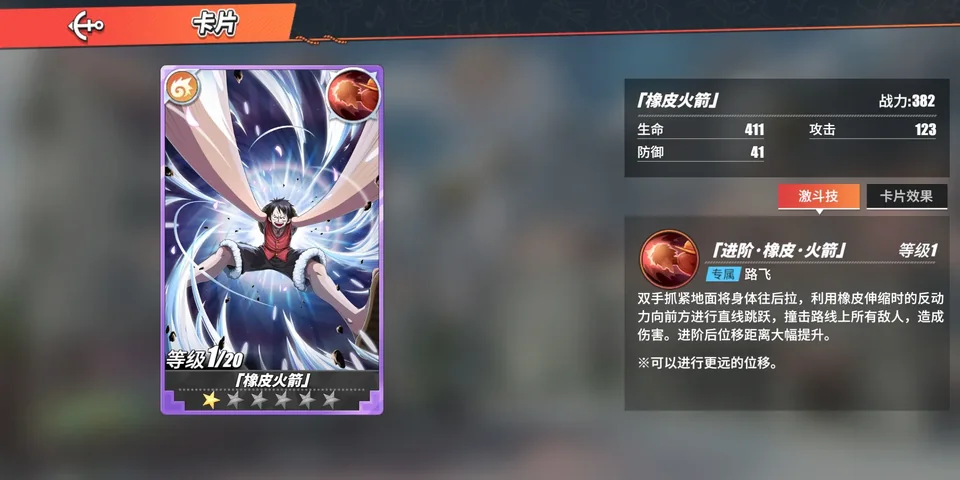 卡片
「橡皮火箭」
战力:382
生命 411 攻击 123
防御 41
激斗技 卡片效果
「进阶·橡皮·火箭」 等级1
专属 路飞
双手抓紧地面将身体往后拉，利用橡皮伸缩时的反动
力向前方进行直线跳跃，撞击路线上所有敌人，造成
伤害。进阶后位移距离大幅提升。
※可以进行更远的位移。
等级1/20
「橡皮火箭」